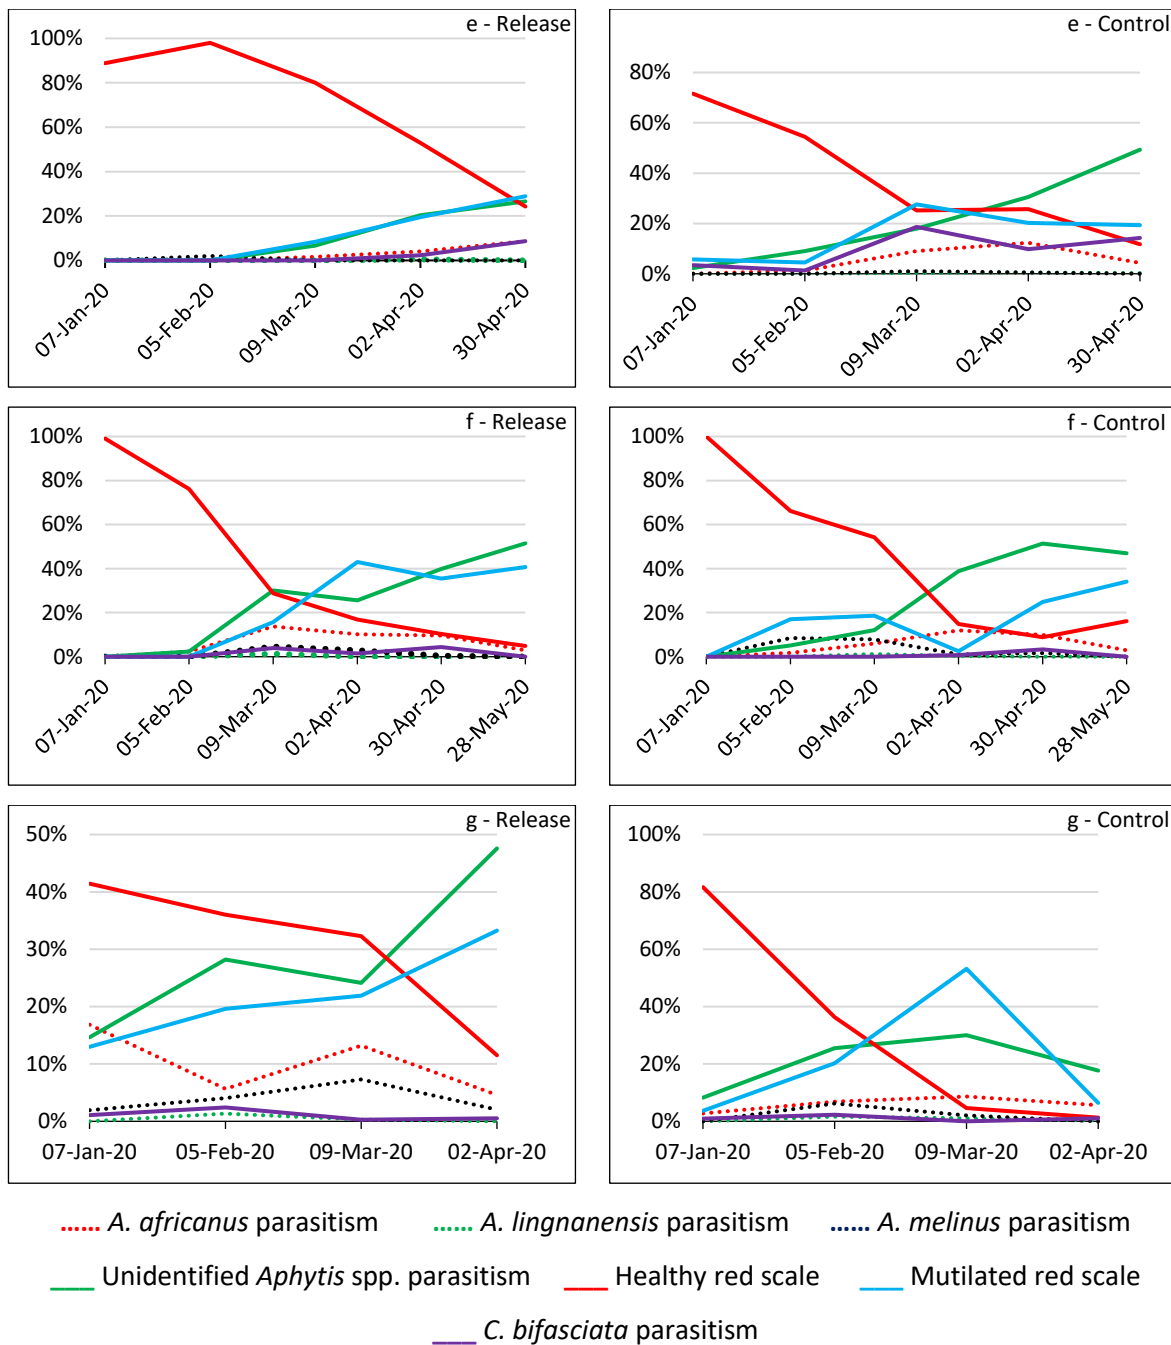 e - Release
100%
80%
60%
40%
20%
0%
07-Jan-20
05-Feb-20
09-Mar-20
02-Apr-20
30-Apr-20
e - Control
80%
60%
40%
20%
0%
07-Jan-20
05-Feb-20
09-Mar-20
02-Apr-20
30-Apr-20
f - Release
100%
80%
60%
40%
20%
0%
07-Jan-20
05-Feb-20
09-Mar-20
02-Apr-20
30-Apr-20
28-May-20
f - Control
100%
80%
60%
40%
20%
0%
07-Jan-20
05-Feb-20
09-Mar-20
02-Apr-20
30-Apr-20
28-May-20
g - Release
50%
40%
30%
20%
10%
0%
07-Jan-20 05-Feb-20 09-Mar-20 02-Apr-20
g - Control
100%
80%
60%
40%
20%
0%
07-Jan-20 05-Feb-20 09-Mar-20 02-Apr-20
A. africanus parasitism A. lingnanensis parasitism A. melinus parasitism
Unidentified Aphytis spp. parasitism Healthy red scale Mutilated red scale
C. bifasciata parasitism